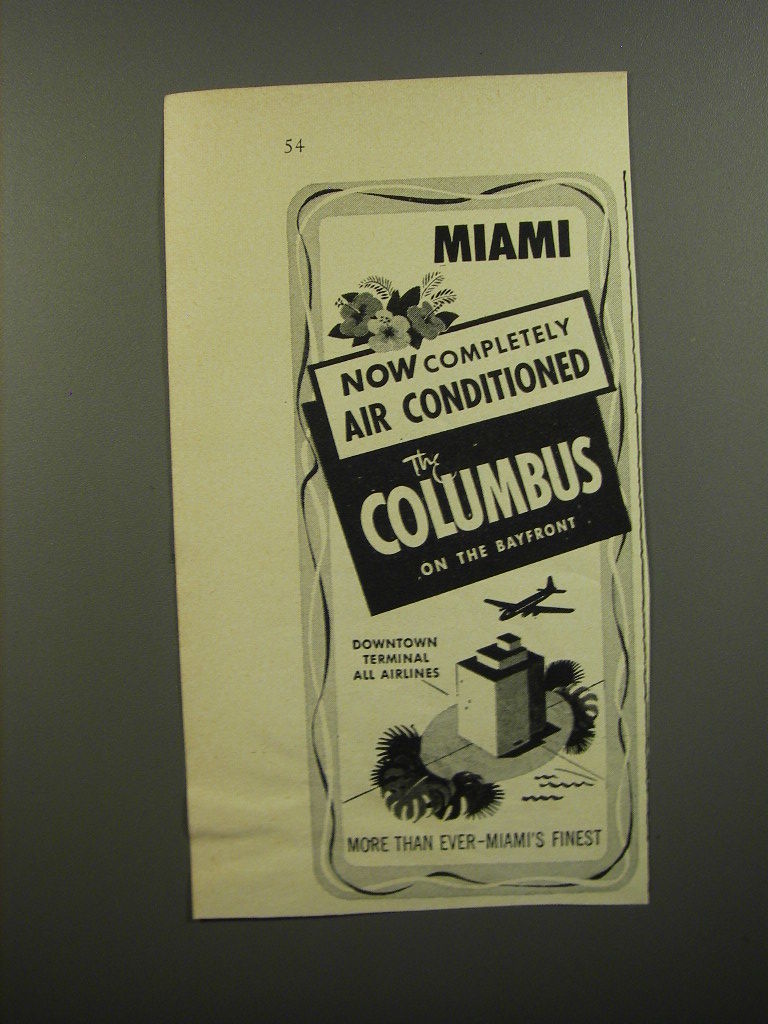 54
MIAMI
NOW COMPLETELY
AIR CONDITIONED
The
COLUMBUS
ON THE BAYFRONT
DOWNTOWN
TERMINAL
ALL AIRLINES
MORE THAN EVER-MIAMI'S FINEST